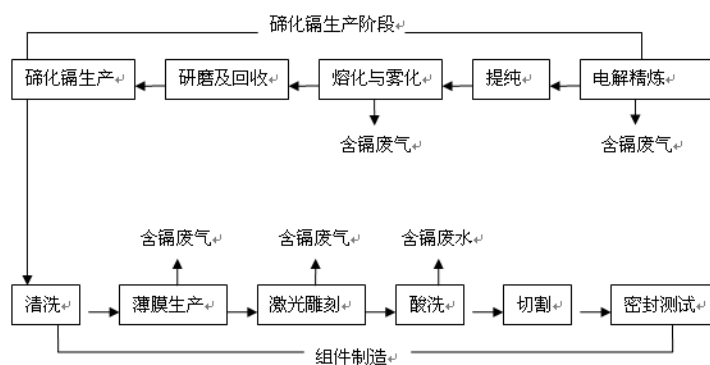 碲化镉生产阶段
碲化镉生产 研磨及回收 熔化与雾化 提纯 电解精炼
含镉废气 含镉废气
含镉废气 含镉废气 含镉废水
清洗 薄膜生产 激光雕刻 酸洗 切割 密封测试
组件制造